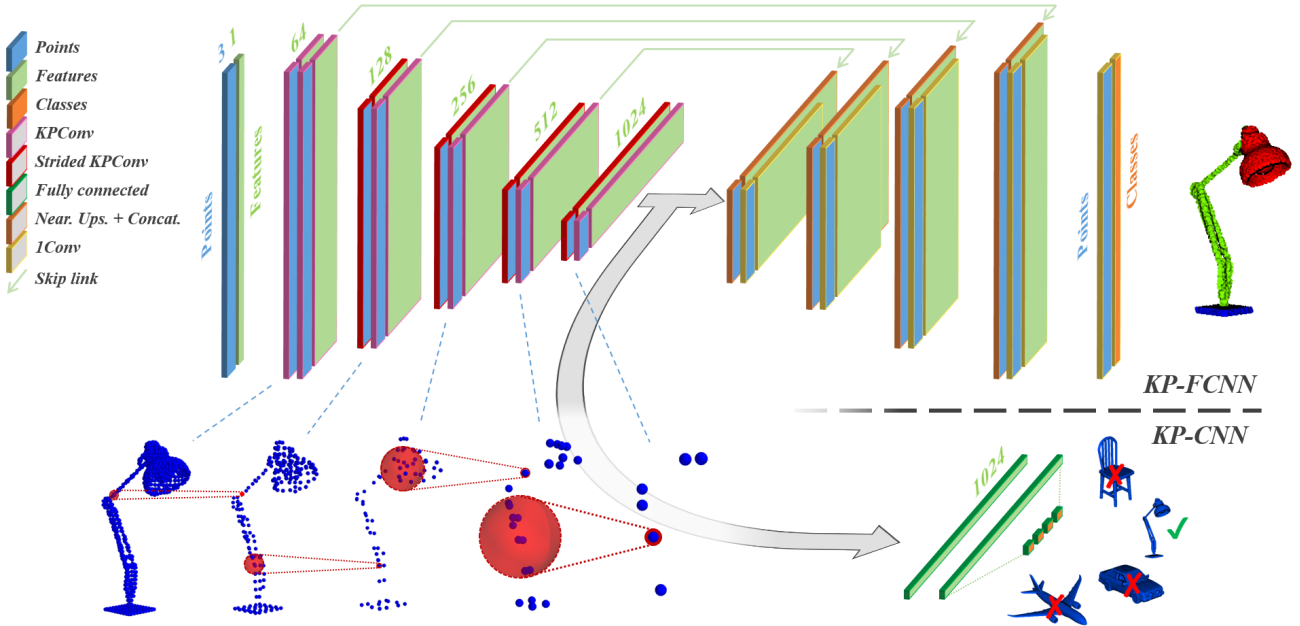 Points
Features
Classes
KPConv
Strided KPConv
Fully connected
Near. Ups. + Concat.
1Conv
Skip link
3
1
Points
Features
64
128
256
512
1024
Points
Classes
KP-FCNN
KP-CNN
1024